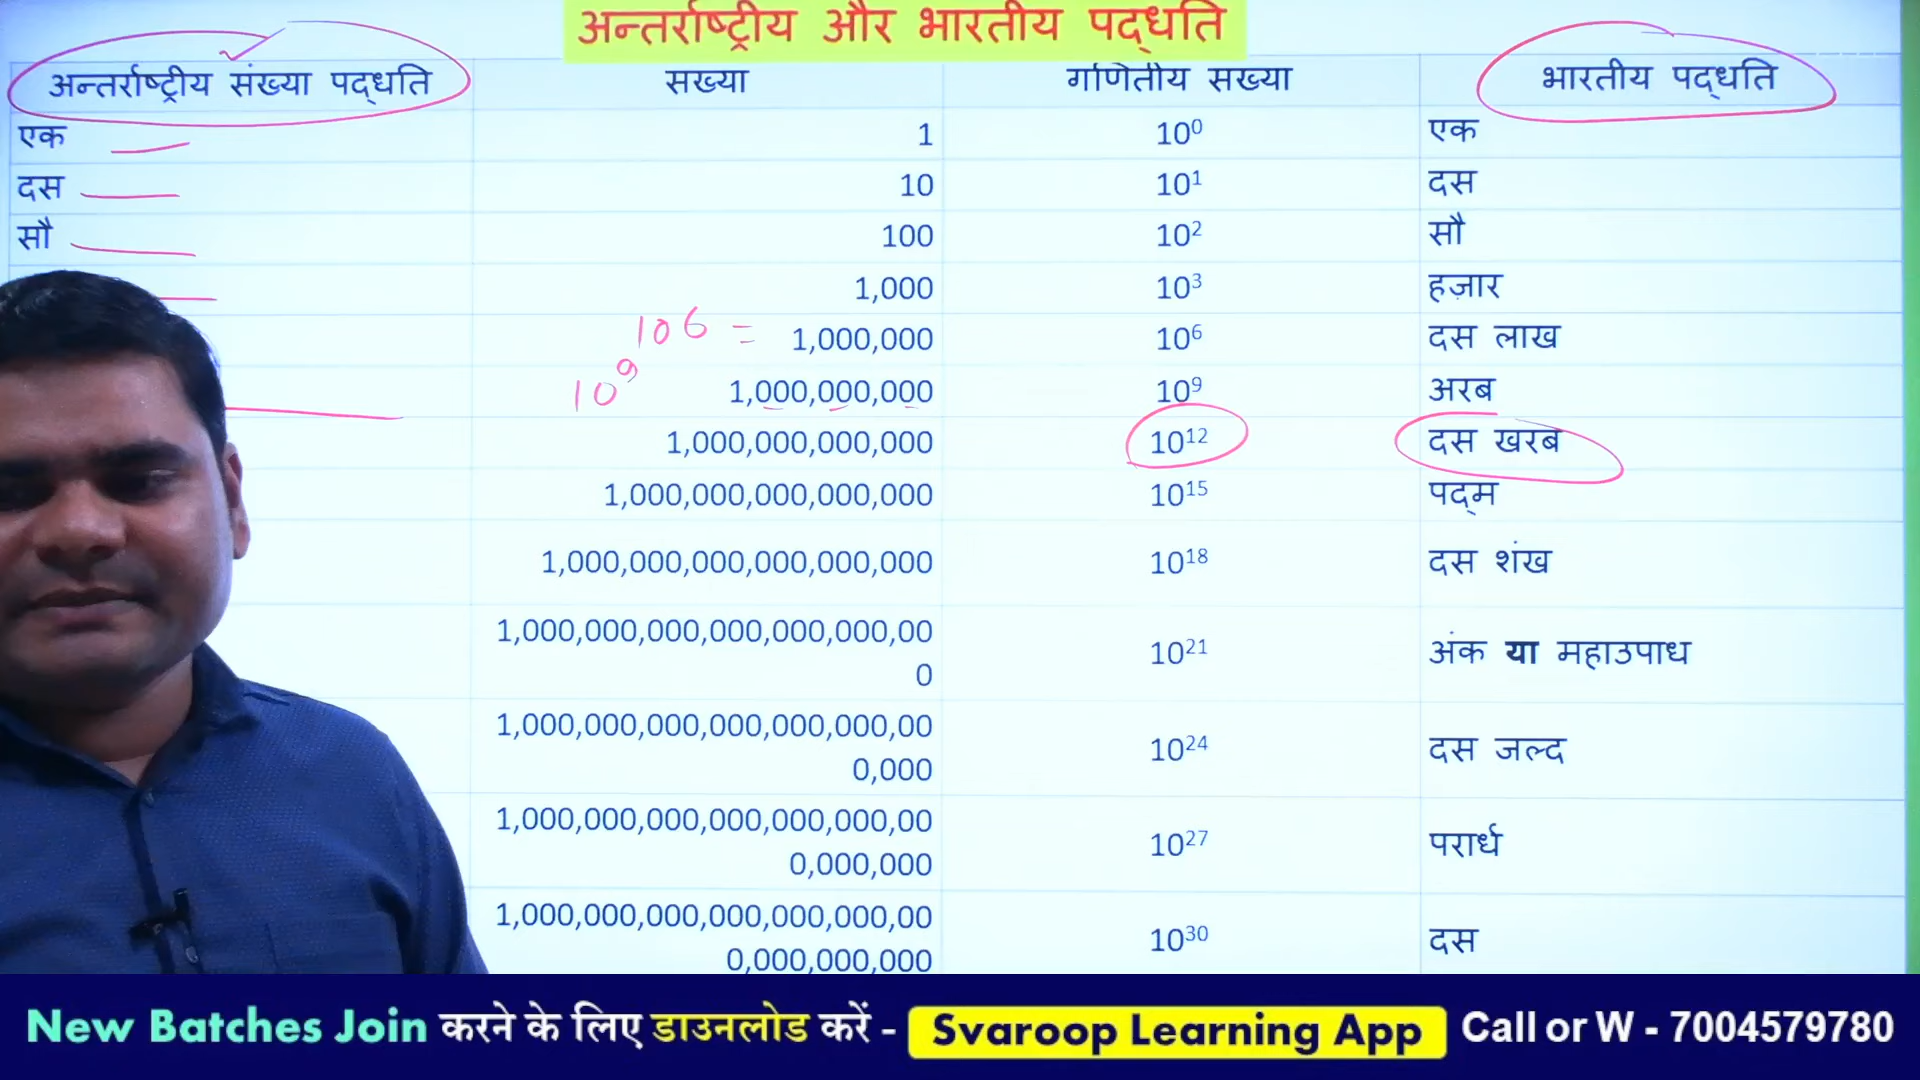 अन्तर्राष्ट्रीय और भारतीय पद्धति
अन्तर्राष्ट्रीय संख्या पद्धति सख्या गणितीय सख्या भारतीय पद्धति
एक 1 10⁰ एक
दस 10 10¹ दस
सौ 100 10² सौ
1,000 10³ हज़ार
106 = 1,000,000 10⁶ दस लाख
10⁹ 1,000,000,000 10⁹ अरब
1,000,000,000,000 10¹² दस खरब
1,000,000,000,000,000 10¹⁵ पद्म
1,000,000,000,000,000,000 10¹⁸ दस शंख
1,000,000,000,000,000,000,00
0 10²¹ अंक या महाउपाध
1,000,000,000,000,000,000,00
0,000 10²⁴ दस जल्द
1,000,000,000,000,000,000,00
0,000,000 10²⁷ परार्ध
1,000,000,000,000,000,000,00
0,000,000,000 10³⁰ दस
New Batches Join करने के लिए डाउनलोड करें - Svaroop Learning App Call or W - 7004579780